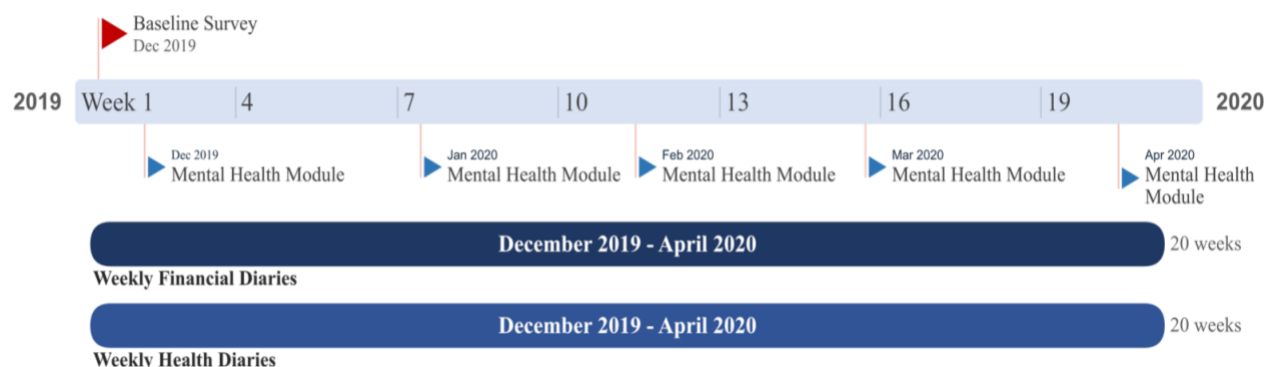 Baseline Survey
Dec 2019
2019 Week 1 4 7 10 13 16 19 2020
Dec 2019
Mental Health Module
Jan 2020
Mental Health Module
Feb 2020
Mental Health Module
Mar 2020
Mental Health Module
Apr 2020
Mental Health
Module
December 2019 - April 2020 20 weeks
Weekly Financial Diaries
December 2019 - April 2020 20 weeks
Weekly Health Diaries